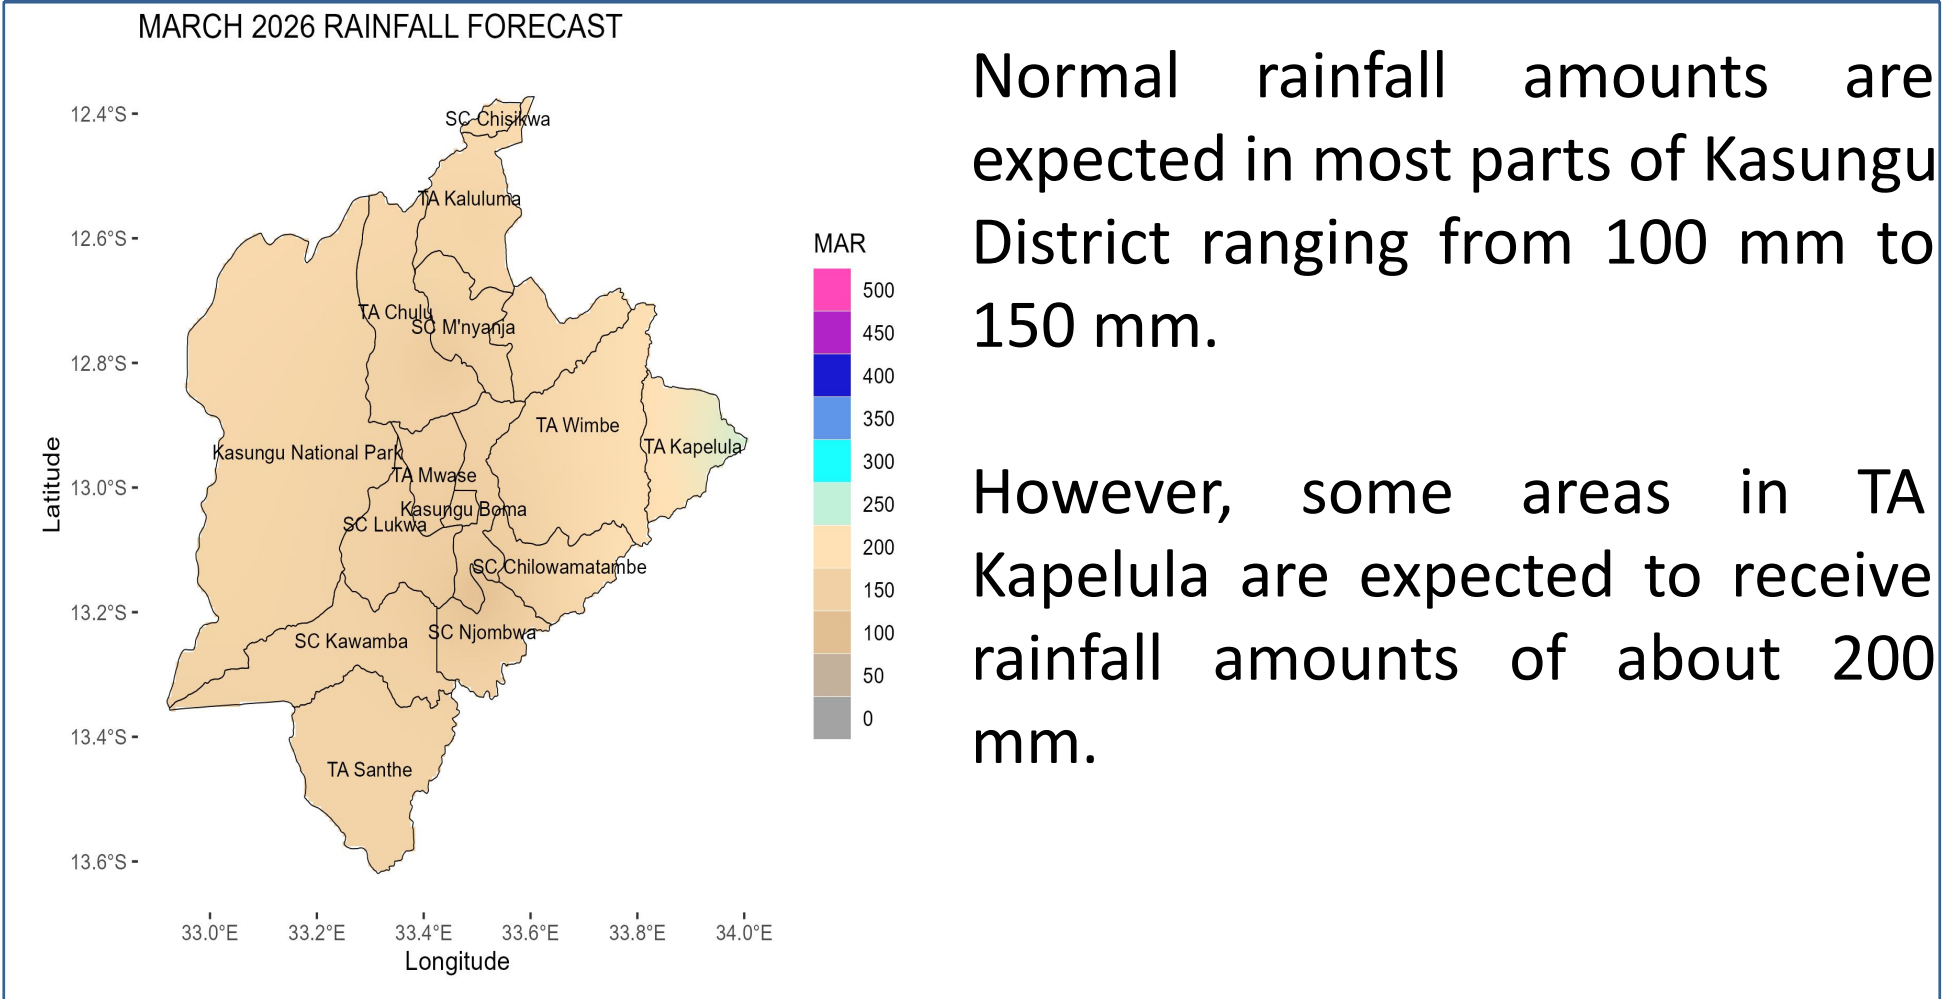 MARCH 2026 RAINFALL FORECAST
12.4°S
12.6°S
12.8°S
13.0°S
13.2°S
13.4°S
13.6°S
Latitude
SC Chisikwa
TA Kaluluma
TA Chulu
SC M'nyanja
TA Wimbe
TA Kapelula
Kasungu National Park
TA Mwase
Kasungu Boma
SC Lukwa
SC Chilowamatambe
SC Njombwa
SC Kawamba
TA Santhe
33.0°E
33.2°E
33.4°E
33.6°E
33.8°E
34.0°E
Longitude
MAR
500
450
400
350
300
250
200
150
100
50
0
Normal rainfall amounts are
expected in most parts of Kasungu
District ranging from 100 mm to
150 mm.
However, some areas in TA
Kapelula are expected to receive
rainfall amounts of about 200
mm.